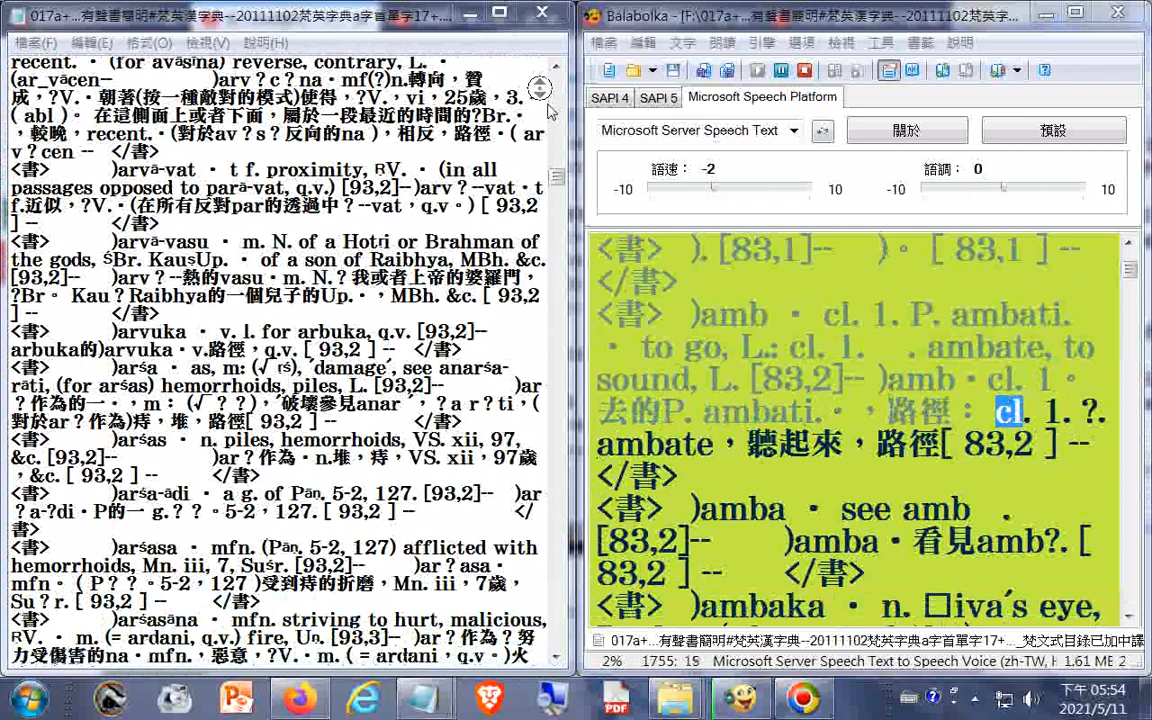 017a+...有聲書簡明#梵英漢字典--20111102梵英字典a字首單字17+...
檔案(F) 編輯(E) 格式(O) 檢視(V) 說明(H)
recent. • (for avasīna) reverse, contrary, L. •
(ar_vācen-- )arv ? c ? na • mf(?)n.轉向，贊
成，?V. • 朝著(按一種敵對的模式)使得，?V.，vi，25歲，3. •
( abl )。 在這側面上或者下面，屬於一段最近的時間的?Br. •
，較晚，recent. • (對於av ? s ? 反向的na )，相反，路徑 • ( ar
v ? cen -- </書>
<書> )arvā-vat • t f. proximity, RV. • (in all
passages opposed to parā-vat, q.v.) [93,2]-- )arv ? --vat • t
f.近似，?V. • (在所有反對par的透過中 ? --vat，q.v 。) [ 93,2
] -- </書>
<書> )arvā-vasu • m. N. of a Hotṛi or Brahman of
the gods, ŚBr. KaushUp. • of a son of Raibhya, MBh. &c.
[93,2]-- )arv ? --熱的vasu • m. N. ? 我或者上帝的婆羅門，
?Br 。 Kau ? Raibhya的一個兒子的Up. •，MBh. &c. [ 93,2
] -- </書>
<書> )arvuka • v. l. for arbuka, q.v. [93,2]--
arbuka的)arvuka • v.路徑，q.v. [ 93,2 ] -- </書>
<書> )arśa • as, m: (√ ṛś), 'damage', see anarśa-
rāti, (for arśas) hemorrhoids, piles, L. [93,2]-- )ar
? 作為的一 •，m：(√ ? ? )，'破壞參見anar '，? a r ? ti，(
對於ar ? 作為)痔，堆，路徑[ 93,2 ] -- </書>
<書> )arśas • n. piles, hemorrhoids, VS. xii, 97,
&c. [93,2]-- )ar ? 作為 • n.堆，痔，VS. xii，97歲
，&c. [ 93,2 ] -- </書>
<書> )arśa-ādi • a g. of Pāṇ. 5-2, 127. [93,2]-- )ar
? a-?di • P的一 g. ? ? 。5-2，127. [ 93,2 ] -- </
書>
<書> )arśasa • mfn. (Pāṇ. 5-2, 127) afflicted with
hemorrhoids, Mn. iii, 7, Suśr. [93,2]-- )ar ? asa •
mfn。 ( P ? ? 。5-2，127 )受到痔的折磨，Mn. iii，7歲，
Su ? r. [ 93,2 ] -- </書>
<書> )arśasāna • mfn. striving to hurt, malicious,
RV. • m. (= ardani, q.v.) fire, Uṇ. [93,3]-- )ar ? 作為 ? 努
力受傷害的na • mfn.，惡意，?V. • m. ( = ardani，q.v 。)火
Balabolka - [F:\017a+...有聲書簡明#梵英漢字典--20111102梵英字...
檔案 編輯 文字 朗讀 引擎 選項 檢視 工具 書籤 說明
SAPI 4 SAPI 5 Microsoft Speech Platform
Microsoft Server Speech Text 關於 預設
語速： -2 語調： 0
-10 10 -10 10
<書> ). [83,1]-- )。 [ 83,1 ] --
</書>
<書> )amb • cl. 1. P. ambati.
• to go, L.: cl. 1. . ambate, to
sound, L. [83,2]-- )amb • cl. 1 。
去的P. ambati. •，路徑：cl. 1. ?.
ambate，聽起來，路徑[ 83,2 ] --
</書>
<書> )amba • see amb .
[83,2]-- )amba • 看見amb?. [
83,2 ] -- </書>
<書> )ambaka • n. □iva's eye,
017a+...有聲書簡明#梵英漢字典--20111102梵英字典a字首單字17+..._梵文式目錄已加中譯
2% 1755: 15 Microsoft Server Speech Text to Speech Voice (zh-TW, H 1.61 MB 2
下午 05:54
2021/5/11